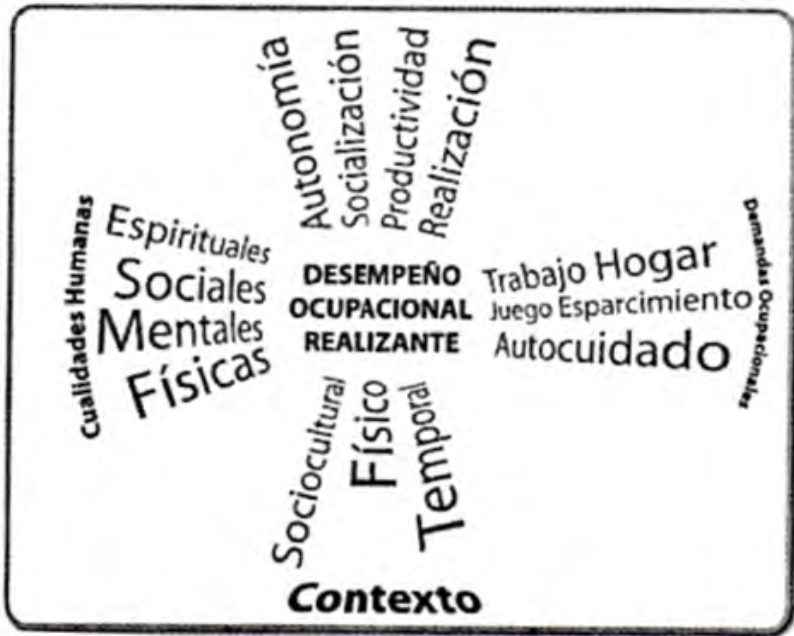 Autonomía
Socialización
Productividad
Realización
Cualidades Humanas
Espirituales
Sociales
Mentales
Físicas
DESEMPEÑO
OCUPACIONAL
REALIZANTE
Trabajo Hogar
Juego Esparcimiento
Autocuidado
Demandas Ocupacionales
Sociocultural
Físico
Temporal
Contexto